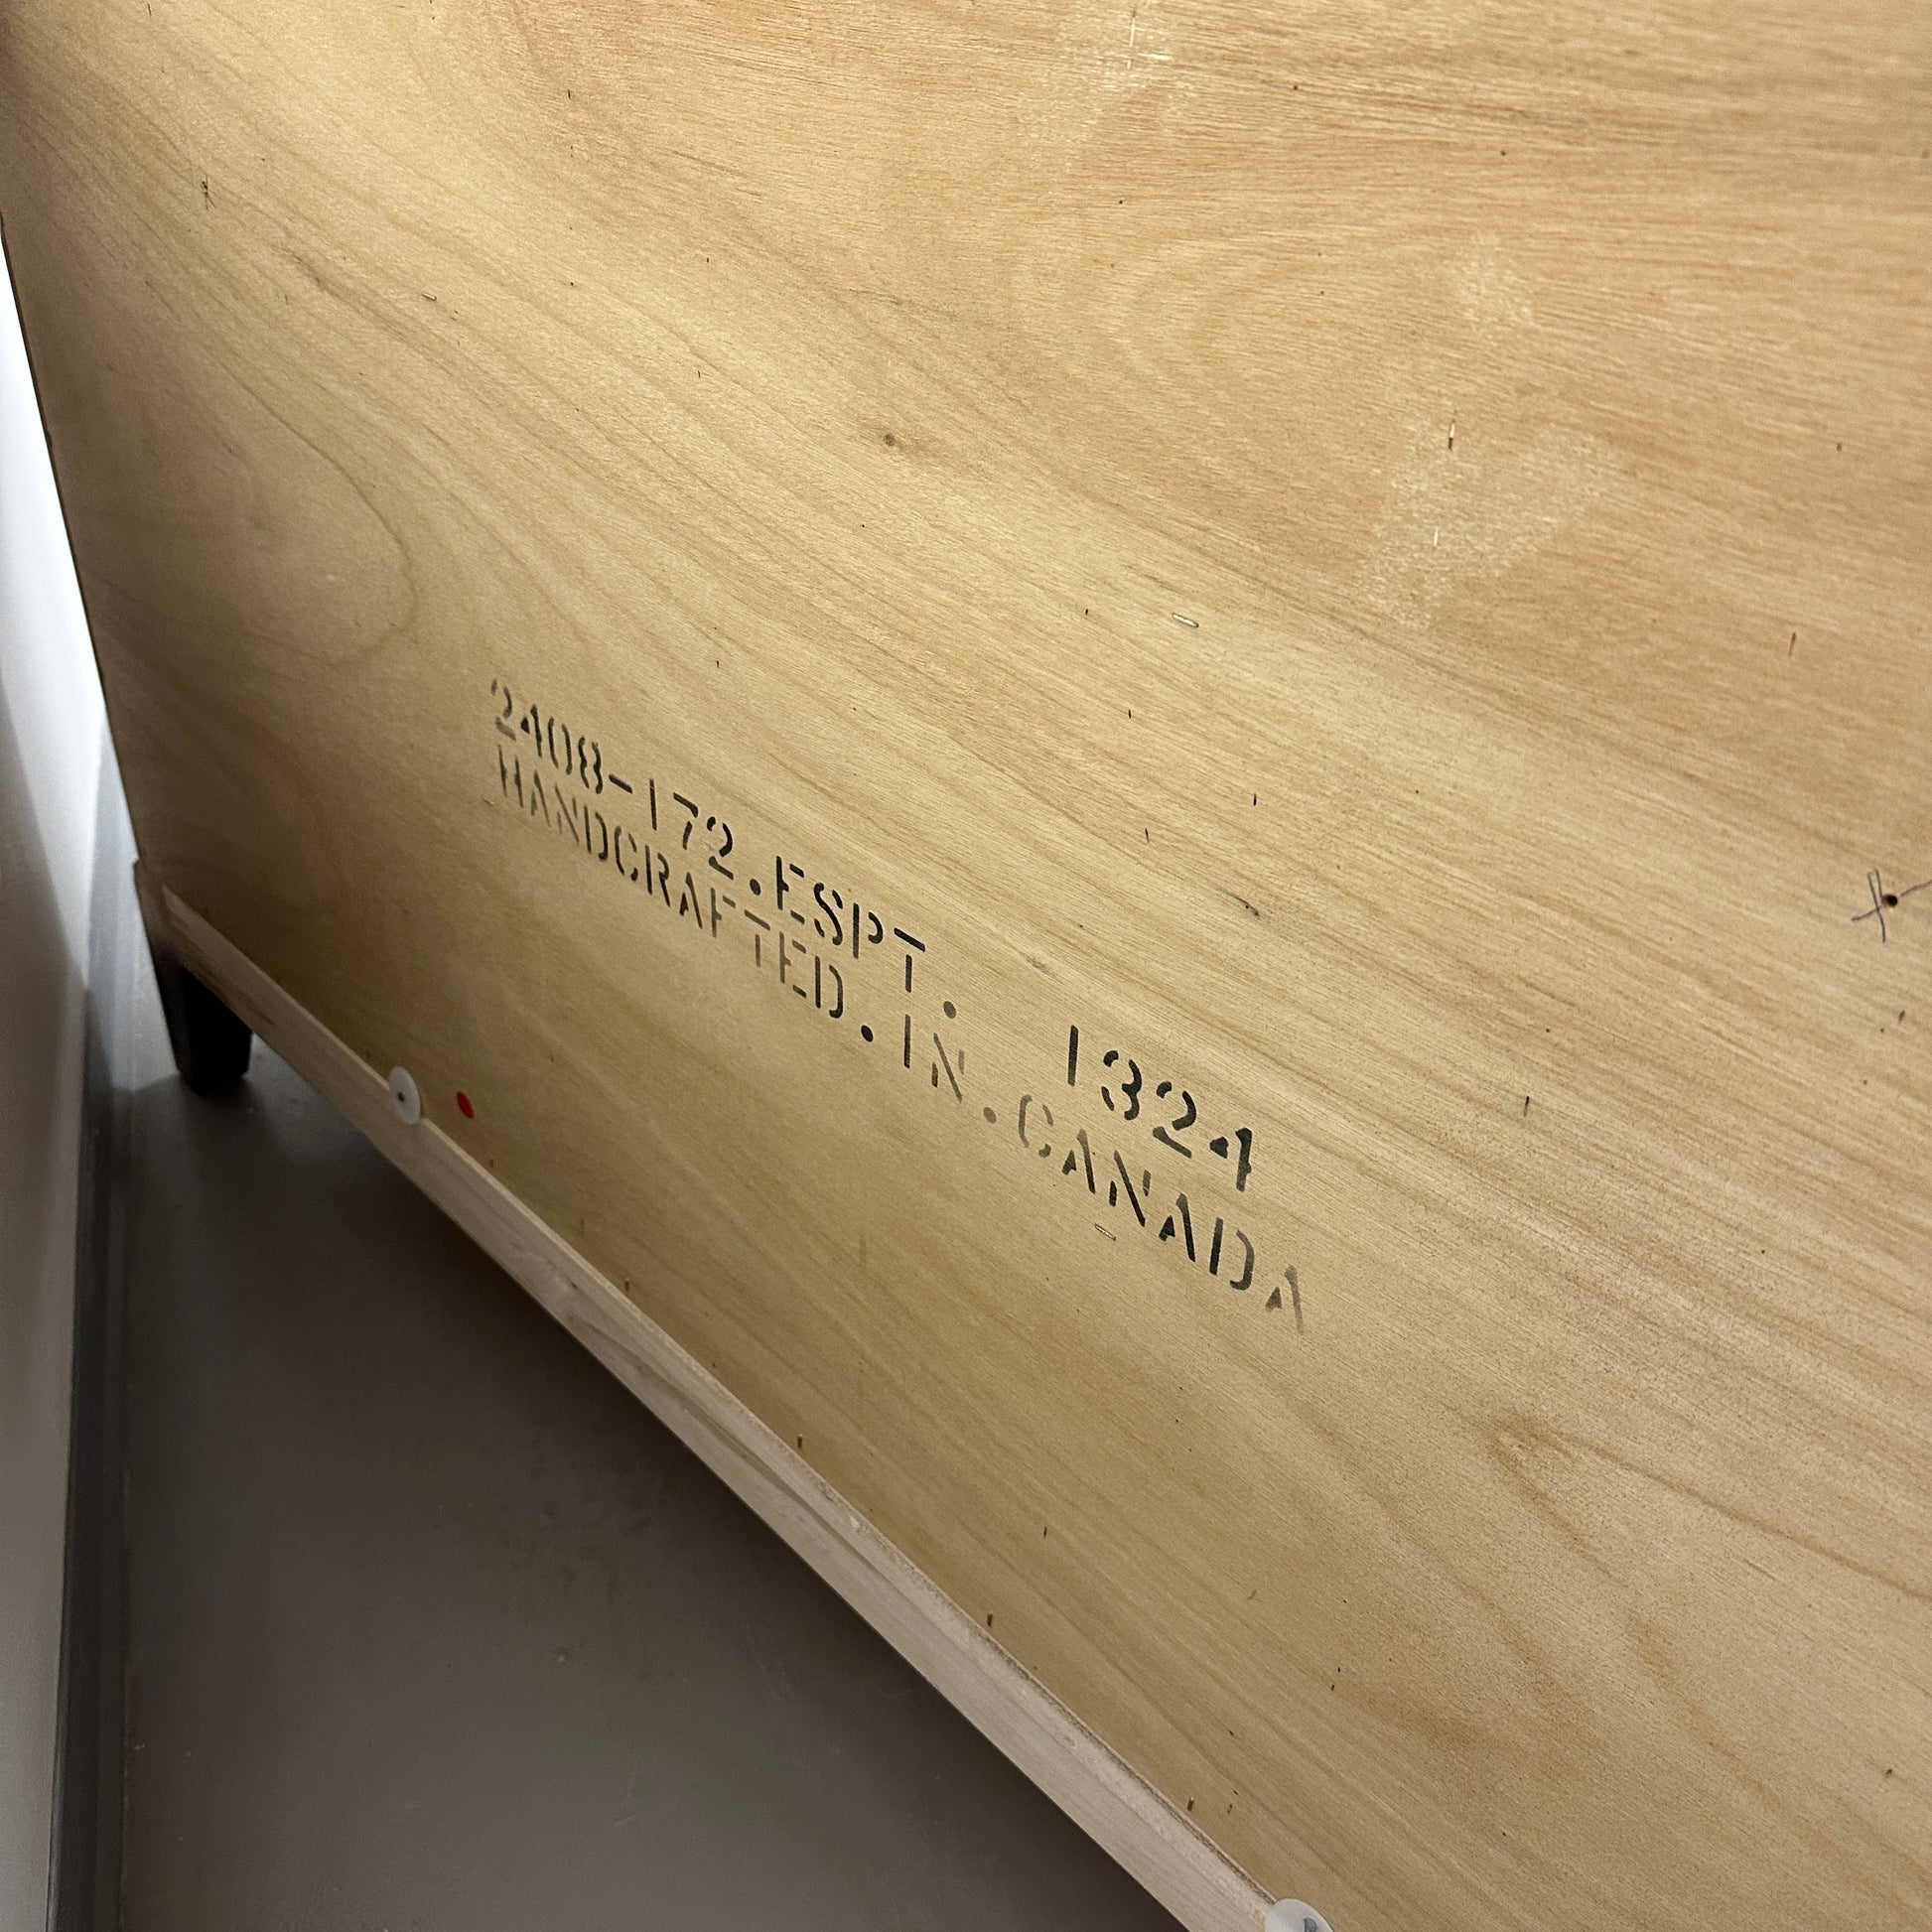 2408-172.ESPT. 1324
HANDCRAFTED.IN.CANADA